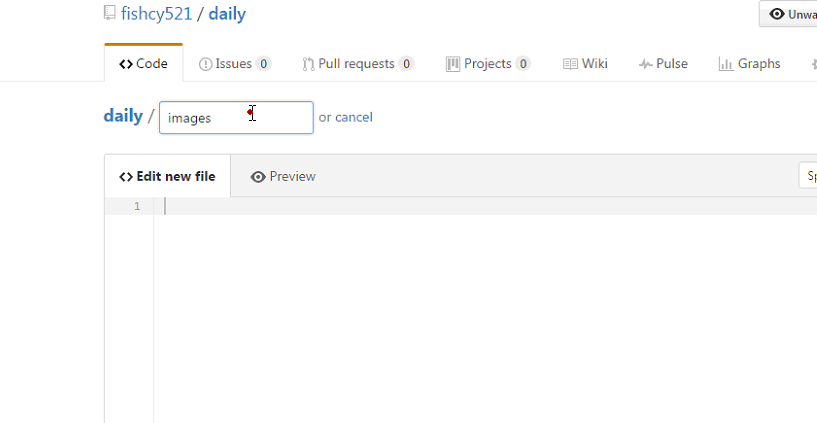 fishcy521 / daily
Unwa
Code Issues 0 Pull requests 0 Projects 0 Wiki Pulse Graphs
daily / images or cancel
Edit new file Preview
Sp
1